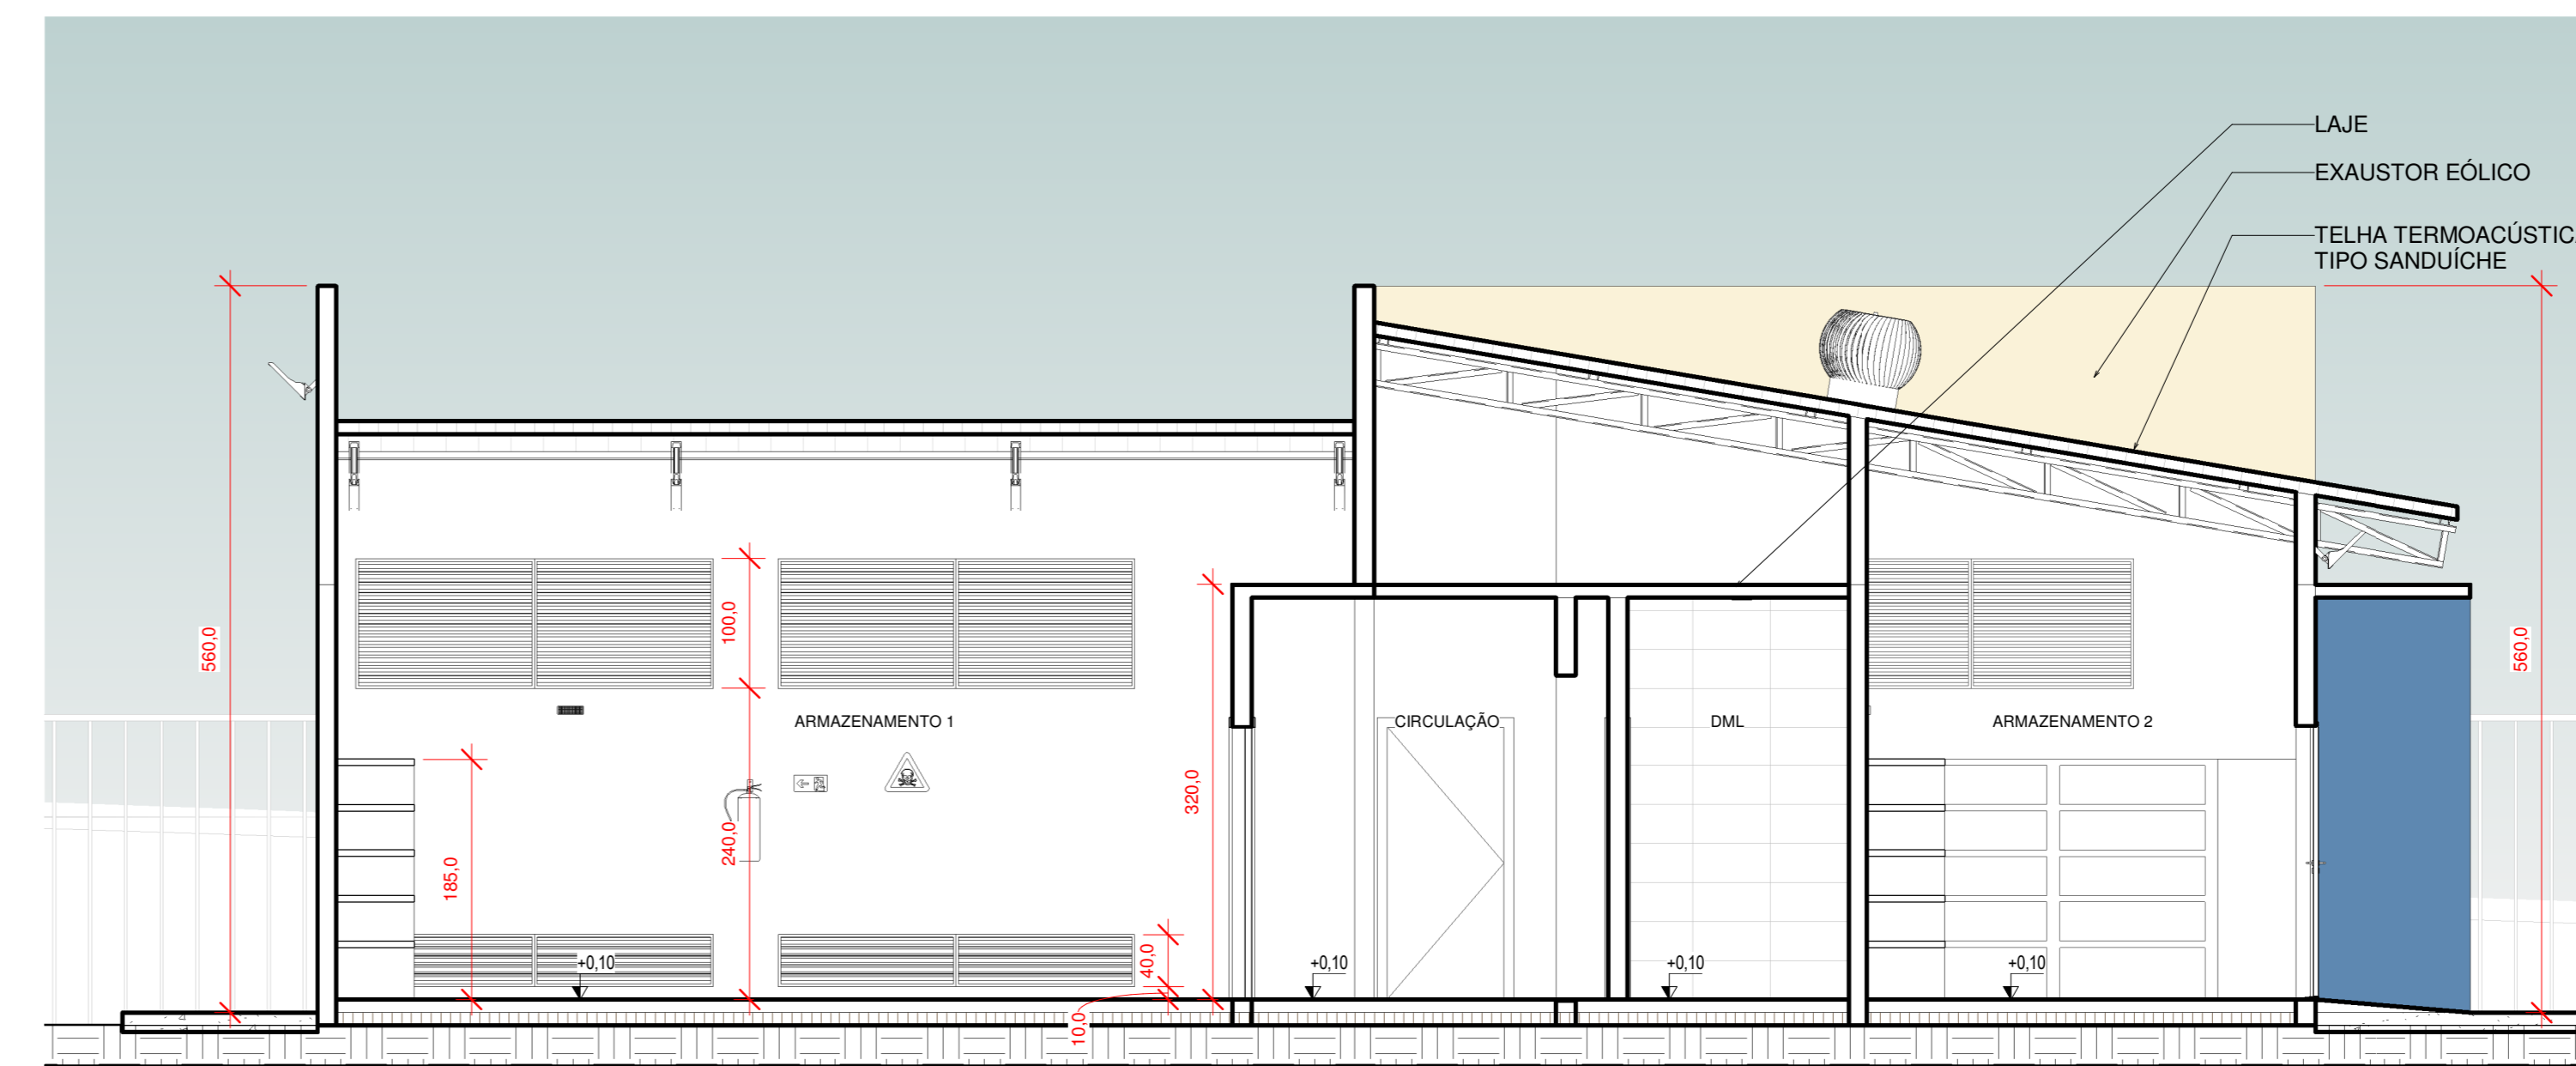 LAJE
EXAUSTOR EÓLICO
TELHA TERMOACÚSTIC
TIPO SANDUÍCHE
560,0
100,0
560,0
ARMAZENAMENTO 1
CIRCULAÇÃO
DML
ARMAZENAMENTO 2
320,0
240,0
185,0
40,0
+0,10
+0,10
+0,10
+0,10
10,0